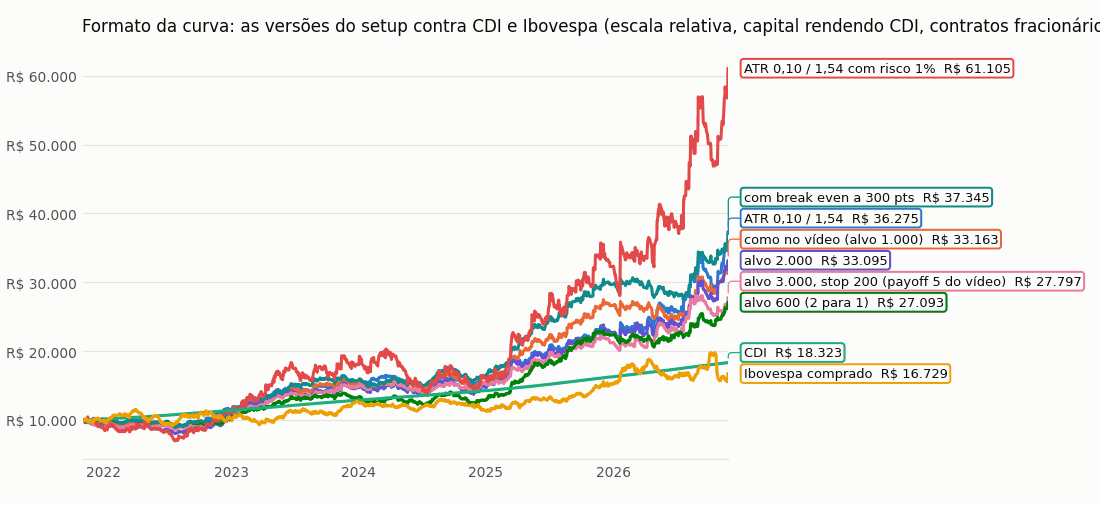 Formato da curva: as versões do setup contra CDI e Ibovespa (escala relativa, capital rendendo CDI, contratos fracionário
R$ 60.000
R$ 50.000
R$ 40.000
R$ 30.000
R$ 20.000
R$ 10.000
ATR 0,10 / 1,54 com risco 1% R$ 61.105
com break even a 300 pts R$ 37.345
ATR 0,10 / 1,54 R$ 36.275
como no vídeo (alvo 1.000) R$ 33.163
alvo 2.000 R$ 33.095
alvo 3.000, stop 200 (payoff 5 do vídeo) R$ 27.797
alvo 600 (2 para 1) R$ 27.093
CDI R$ 18.323
Ibovespa comprado R$ 16.729
2022 2023 2024 2025 2026